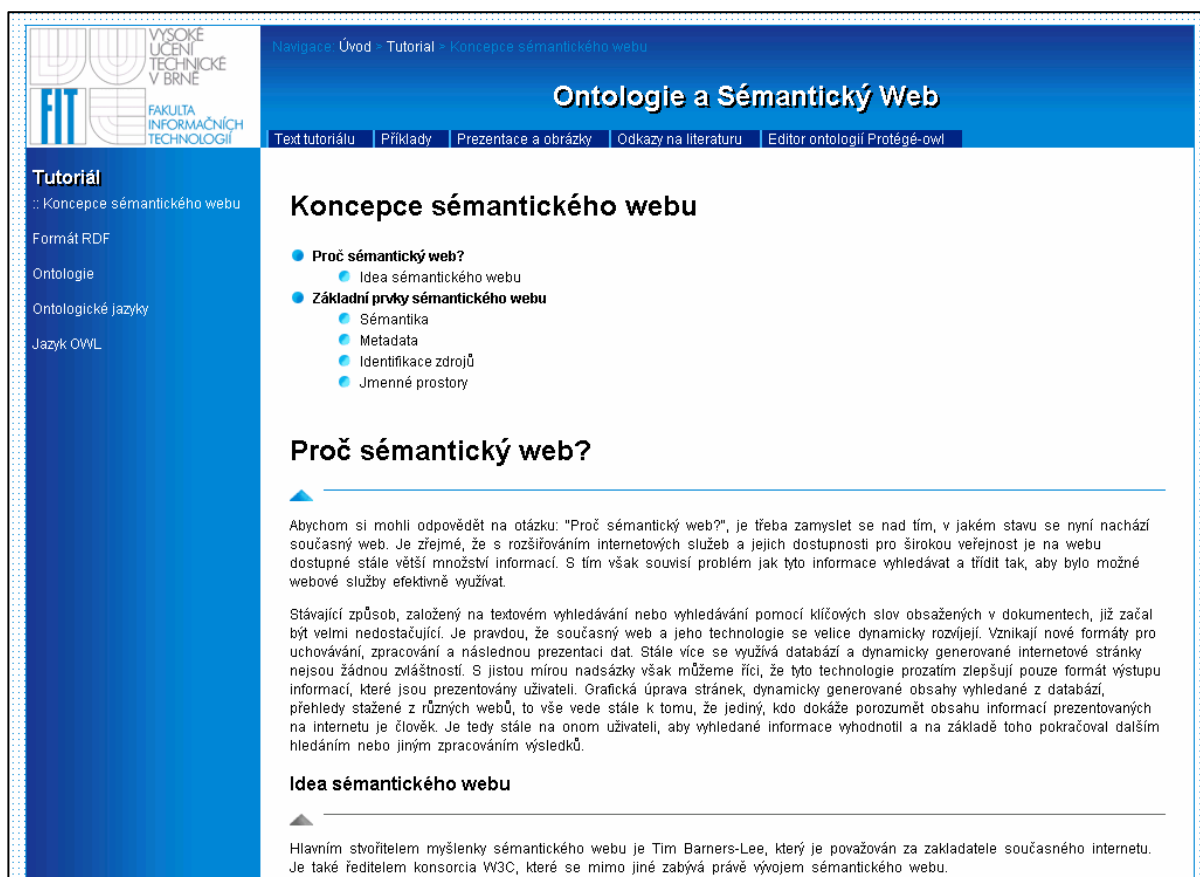 VYSOKÉ
UČENÍ
TECHNICKÉ
V BRNĚ
FIT
FAKULTA
INFORMAČNÍCH
TECHNOLOGIÍ
Navigace: Úvod > Tutorial > Koncepce sémantického webu
Ontologie a Sémantický Web
Text tutoriálu | Příklady | Prezentace a obrázky | Odkazy na literaturu | Editor ontologií Protégé-owl
Tutoriál
:: Koncepce sémantického webu
Formát RDF
Ontologie
Ontologické jazyky
Jazyk OWL
Koncepce sémantického webu
Proč sémantický web?
Idea sémantického webu
Základní prvky sémantického webu
Sémantika
Metadata
Identifikace zdrojů
Jmenné prostory
Proč sémantický web?
Abychom si mohli odpovědět na otázku: "Proč sémantický web?", je třeba zamyslet se nad tím, v jakém stavu se nyní nachází
současný web. Je zřejmé, že s rozšiřováním internetových služeb a jejich dostupnosti pro širokou veřejnost je na webu
dostupné stále větší množství informací. S tím však souvisí problém jak tyto informace vyhledávat a třídit tak, aby bylo možné
webové služby efektivně využívat.
Stávající způsob, založený na textovém vyhledávání nebo vyhledávání pomocí klíčových slov obsažených v dokumentech, již začal
být velmi nedostačující. Je pravdou, že současný web a jeho technologie se velice dynamicky rozvíjejí. Vznikají nové formáty pro
uchovávání, zpracování a následnou prezentaci dat. Stále více se využívá databází a dynamicky generované internetové stránky
nejsou žádnou zvláštností. S jistou mírou nadsázky však můžeme říci, že tyto technologie prozatím zlepšují pouze formát výstupu
informací, které jsou prezentovány uživateli. Grafická úprava stránek, dynamicky generované obsahy vyhledané z databází,
přehledy stažené z různých webů, to vše vede stále k tomu, že jediný, kdo dokáže porozumět obsahu informací prezentovaných
na internetu je člověk. Je tedy stále na onom uživateli, aby vyhledané informace vyhodnotil a na základě toho pokračoval dalším
hledáním nebo jiným zpracováním výsledků.
Idea sémantického webu
Hlavním stvořitelem myšlenky sémantického webu je Tim Barners-Lee, který je považován za zakladatele současného internetu.
Je také ředitelem konsorcia W3C, které se mimo jiné zabývá právě vývojem sémantického webu.